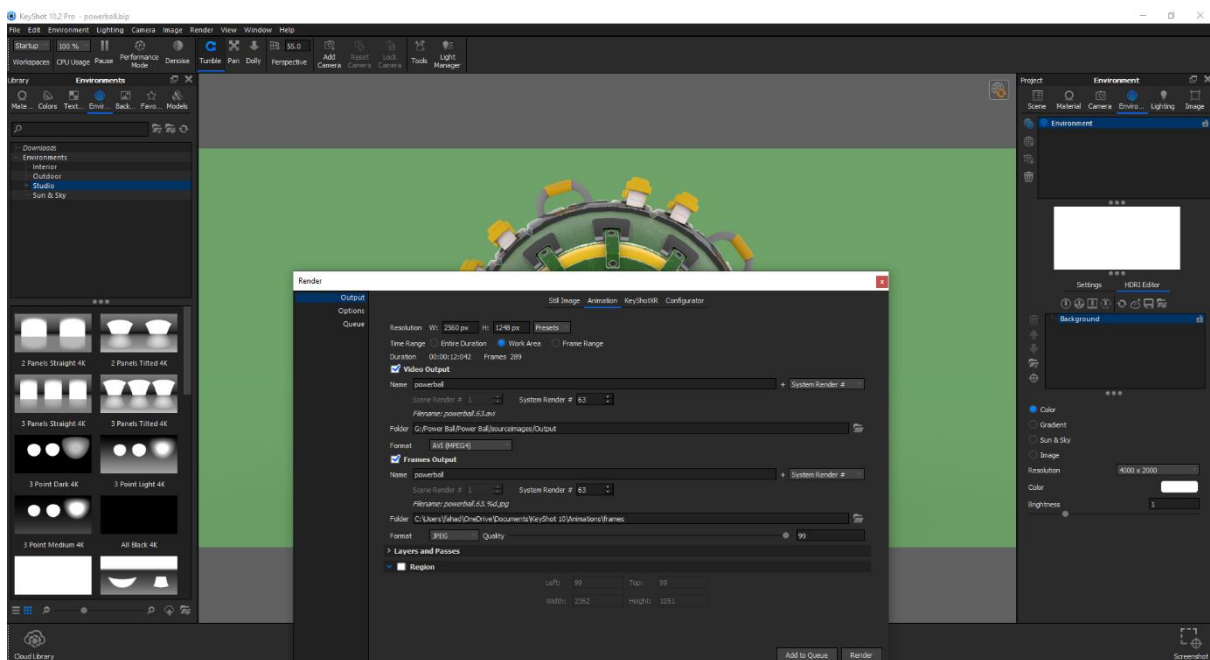 KeyShot 10.2 Pro - powerball.bip
File Edit Environment Lighting Camera Image Render View Window Help
Startup 100 % 55.0
Workspaces CPU Usage Pause Performance Mode Denoise Tumble Pan Dolly Perspective Add Camera Reset Camera Lock Camera Tools Light Manager
Library Environments
Mate... Colors Text... Envir... Back... Favo... Models
Downloads
Environments
Interior
Outdoor
Studio
Sun & Sky
2 Panels Straight 4K 2 Panels Tilted 4K
3 Panels Straight 4K 3 Panels Tilted 4K
3 Point Dark 4K 3 Point Light 4K
3 Point Medium 4K All Black 4K
Cloud Library
Render
Output
Options
Queue
Still Image Animation KeyShotXR Configurator
Resolution W: 2560 px H: 1248 px Presets
Time Range Entire Duration Work Area Frame Range
Duration 00:00:12:042 Frames 289
Video Output
Name powerball + System Render #
Scene Render # 1 System Render # 63
Filename: powerball.63.avi
Folder G:/Power Ball/Power Ball/sourceimages/Output
Format AVI (MPEG4)
Frames Output
Name powerball + System Render #
Scene Render # 1 System Render # 63
Filename: powerball.63.%d.jpg
Folder C:\Users\fahad\OneDrive\Documents\KeyShot 10\Animations\frames
Format JPEG Quality 99
Layers and Passes
Region
Left: 99 Top: 99
Width: 2362 Height: 1051
Add to Queue Render
Project Environment
Scene Material Camera Enviro... Lighting Image
Environment
Settings HDRI Editor
Background
Color
Gradient
Sun & Sky
Image
Resolution 4000 x 2000
Color
Brightness 1
Screenshot